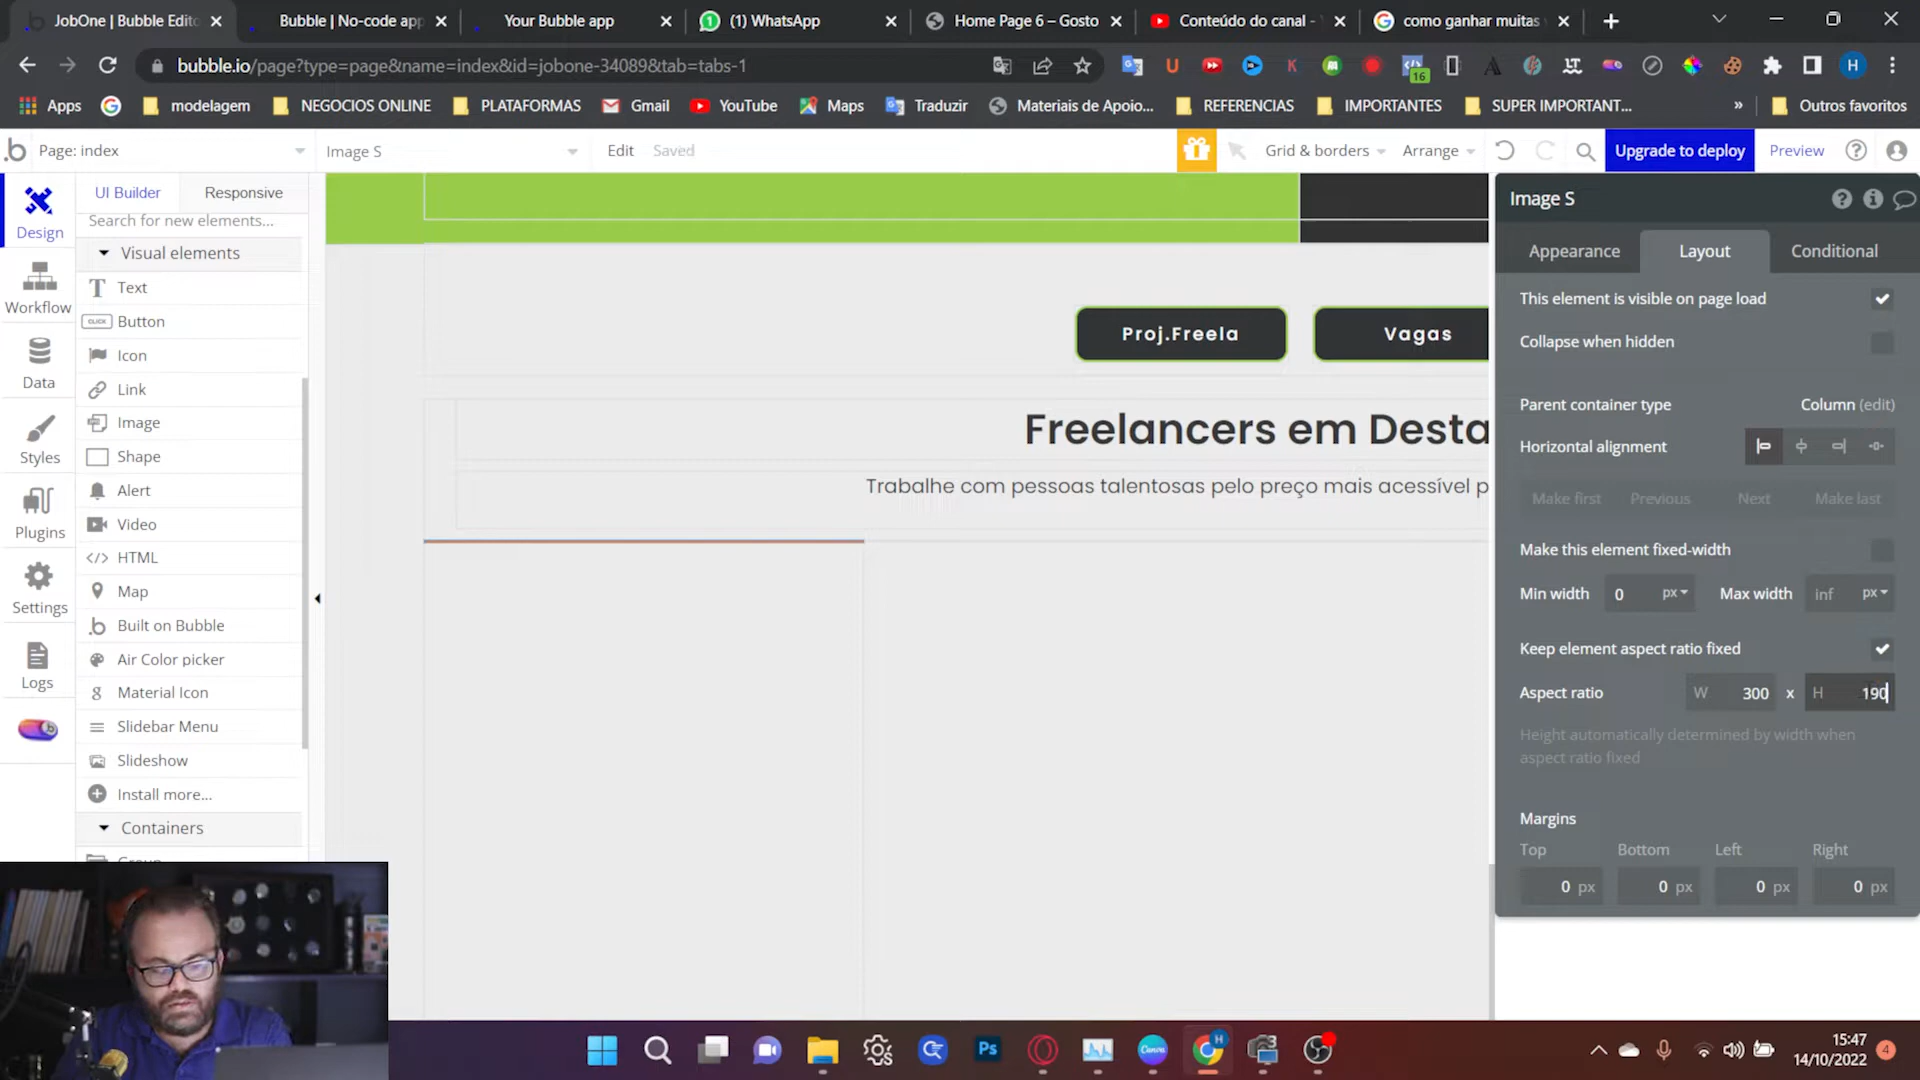 JobOne | Bubble Edito
Bubble | No-code app
Your Bubble app
(1) WhatsApp
Home Page 6 – Gosto
Conteúdo do canal -
como ganhar muitas
bubble.io/page?type=page&name=index&id=jobone-34089&tab=tabs-1
16
H
Apps
modelagem
NEGOCIOS ONLINE
PLATAFORMAS
Gmail
YouTube
Maps
Traduzir
Materiais de Apoio...
REFERENCIAS
IMPORTANTES
SUPER IMPORTANT...
»
Outros favoritos
Page: index
Image S
Edit
Saved
Grid & borders
Arrange
Upgrade to deploy
Preview
Design
Workflow
Data
Styles
Plugins
Settings
Logs
UI Builder
Responsive
Search for new elements...
Visual elements
Text
CLICK
Button
Icon
Link
Image
Shape
Alert
Video
HTML
Map
Built on Bubble
Air Color picker
Material Icon
Slidebar Menu
Slideshow
Install more...
Containers
Group
Proj.Freela
Vagas
Freelancers em Desta
Trabalhe com pessoas talentosas pelo preço mais acessível p
Image S
Appearance
Layout
Conditional
This element is visible on page load
Collapse when hidden
Parent container type
Column (edit)
Horizontal alignment
Make first
Previous
Next
Make last
Make this element fixed-width
Min width
0
px
Max width
inf
px
Keep element aspect ratio fixed
Aspect ratio
W 300 x H 190
Height automatically determined by width when
aspect ratio fixed
Margins
Top Bottom Left Right
0 px 0 px 0 px 0 px
Ps
Canva
H
15:47
14/10/2022
4